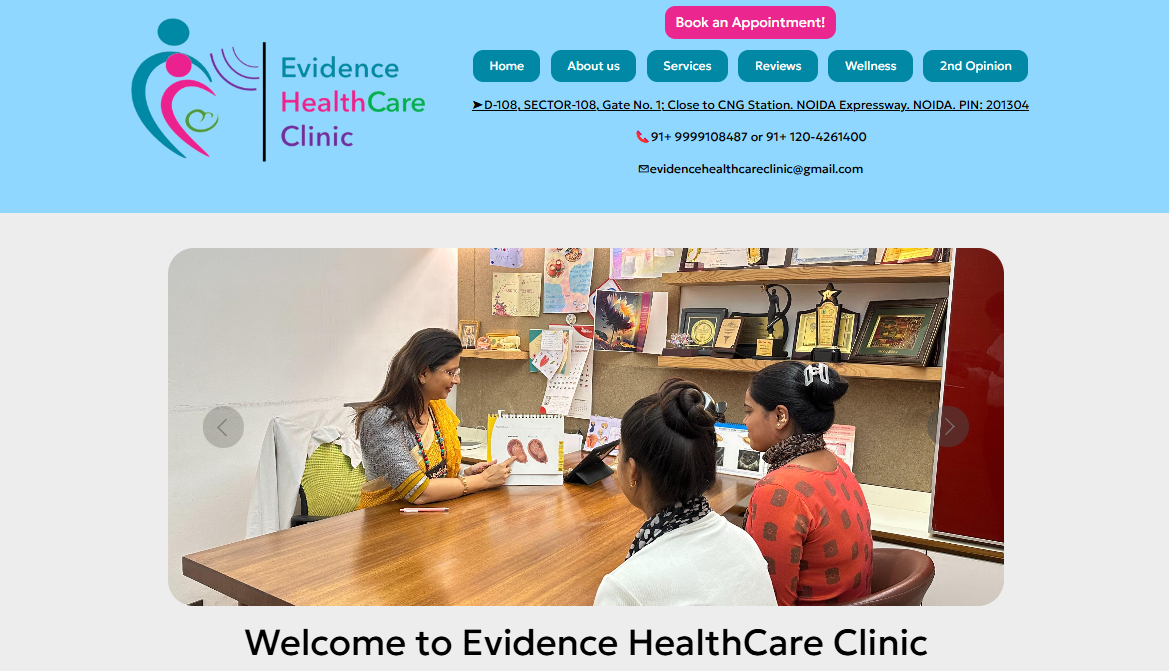 Book an Appointment!
Evidence
HealthCare
Clinic
Home About us Services Reviews Wellness 2nd Opinion
➤D-108, SECTOR-108, Gate No. 1; Close to CNG Station. NOIDA Expressway. NOIDA. PIN: 201304
📞91+ 9999108487 or 91+ 120-4261400
✉evidencehealthcareclinic@gmail.com
Welcome to Evidence HealthCare Clinic